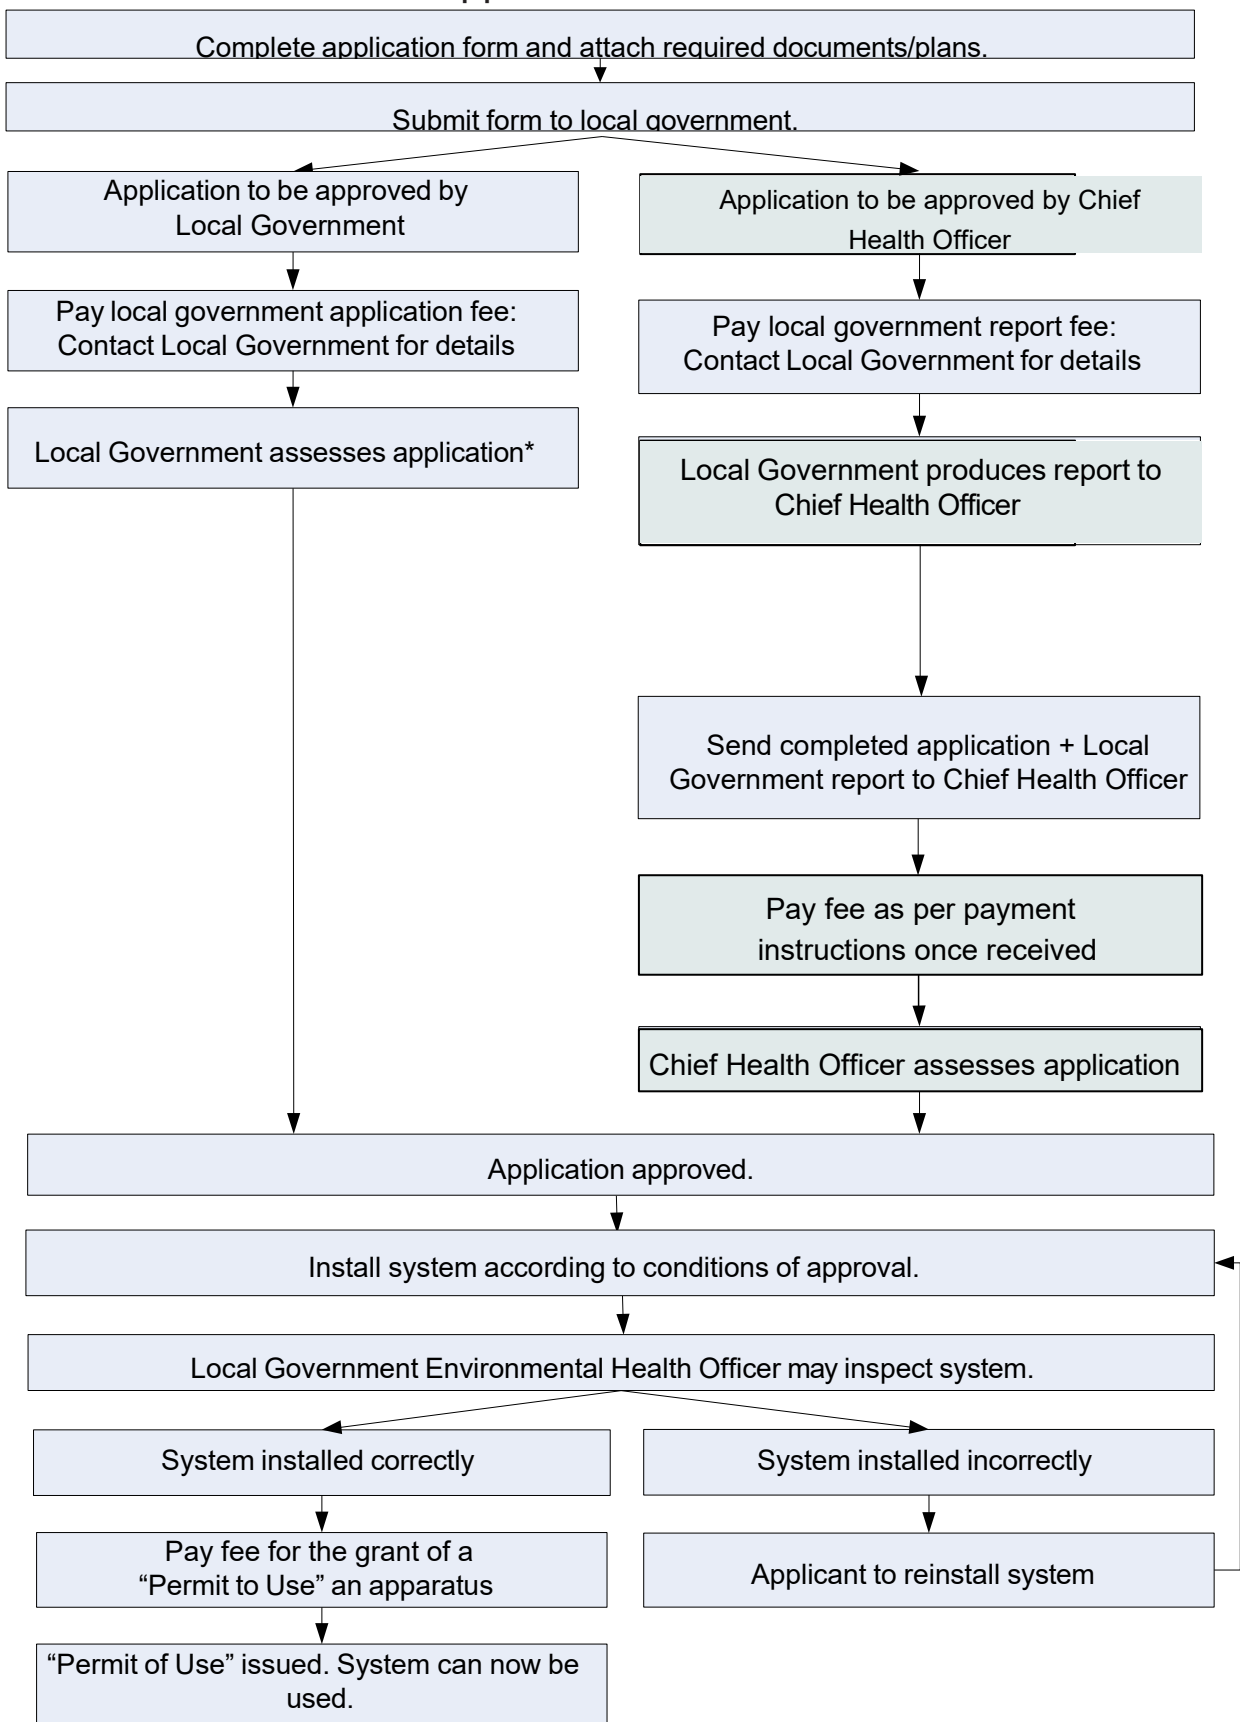 Complete application form and attach required documents/plans.
Submit form to local government.
Application to be approved by
Local Government
Application to be approved by Chief
Health Officer
Pay local government application fee:
Contact Local Government for details
Pay local government report fee:
Contact Local Government for details
Local Government assesses application*
Local Government produces report to
Chief Health Officer
Send completed application + Local
Government report to Chief Health Officer
Pay fee as per payment
instructions once received
Chief Health Officer assesses application
Application approved.
Install system according to conditions of approval.
Local Government Environmental Health Officer may inspect system.
System installed correctly
System installed incorrectly
Pay fee for the grant of a
“Permit to Use” an apparatus
Applicant to reinstall system
“Permit of Use” issued. System can now be
used.